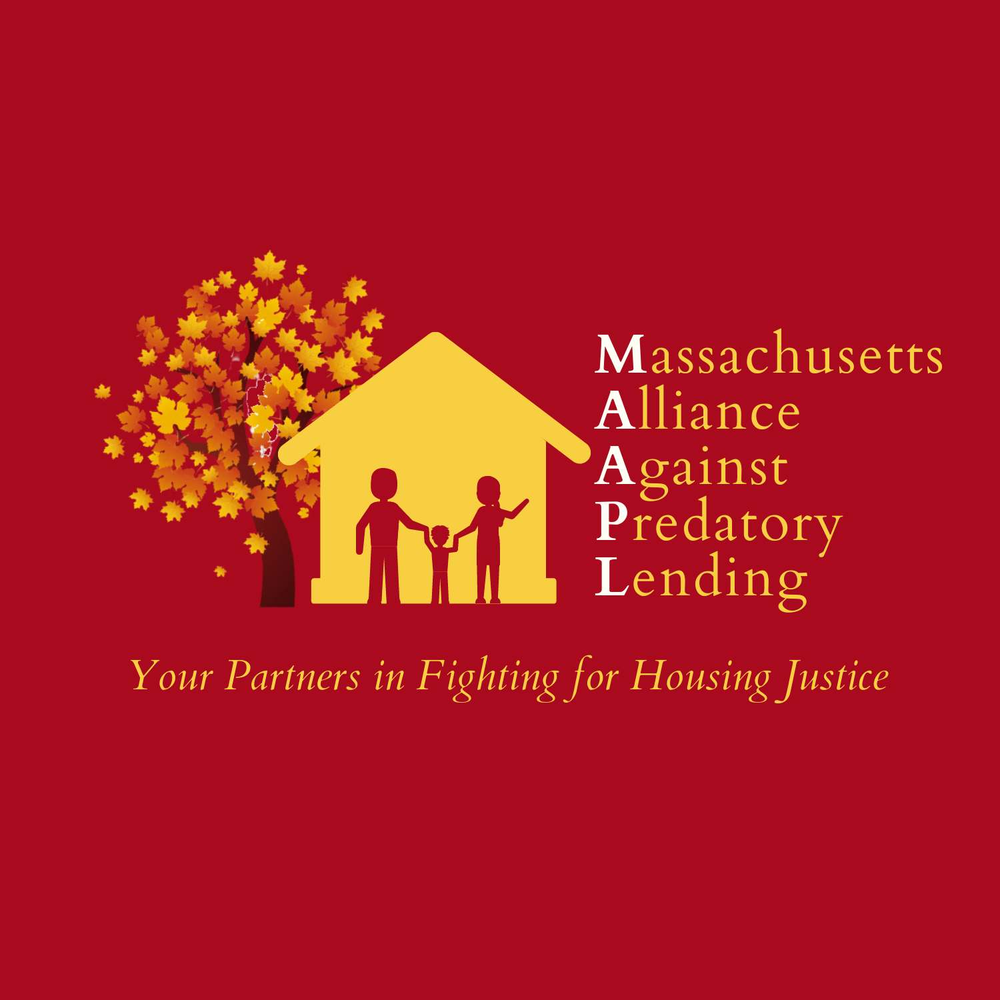 Massachusetts
Alliance
Against
Predatory
Lending
Your Partners in Fighting for Housing Justice